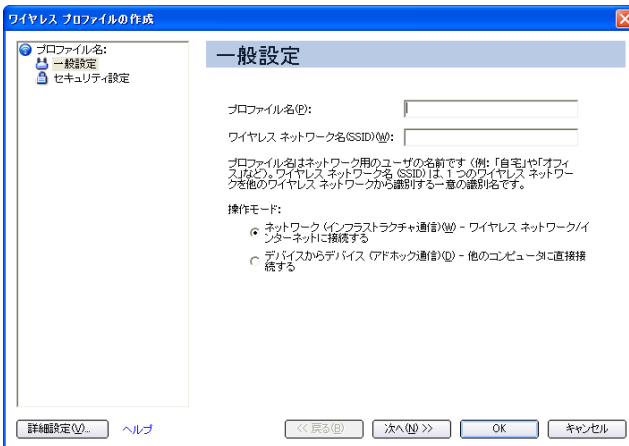 ワイヤレス プロファイルの作成
プロファイル名:
一般設定
セキュリティ設定
一般設定
プロファイル名(P):
ワイヤレス ネットワーク名(SSID)(W):
プロファイル名はネットワーク用のユーザの名前です (例: 「自宅」や「オフィ
ス」など)。ワイヤレス ネットワーク名 (SSID) は、1 つのワイヤレス ネットワー
クを他のワイヤレス ネットワークから識別する一意の識別名です。
操作モード:
ネットワーク (インフラストラクチャ通信)(W) - ワイヤレス ネットワーク/イ
ンターネットに接続する
デバイスからデバイス (アドホック通信)(D) - 他のコンピュータに直接接
続する
詳細設定(V)...
ヘルプ
<< 戻る(B)
次へ(N) >>
OK
キャンセル